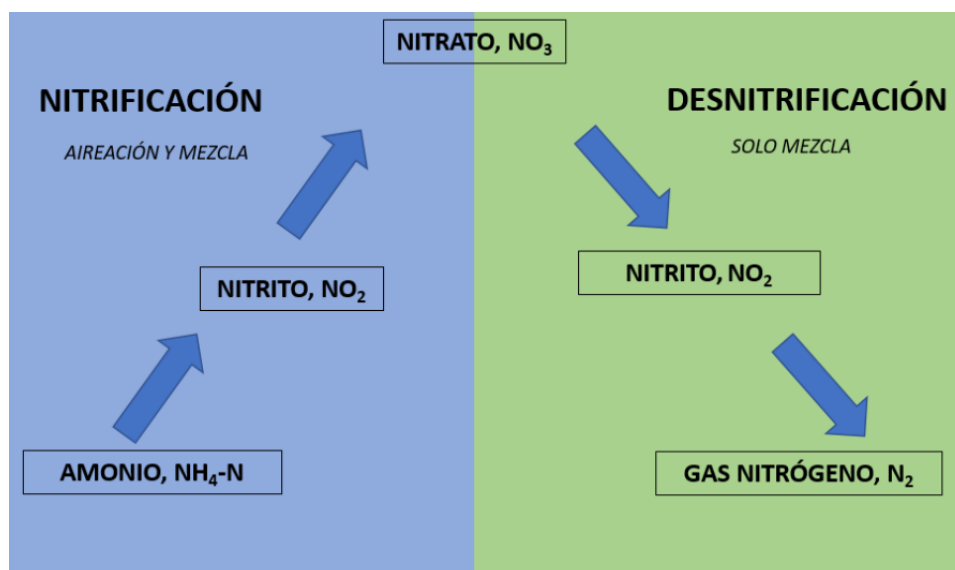 NITRATO, NO₃
NITRIFICACIÓN
AIREACIÓN Y MEZCLA
NITRITO, NO₂
AMONIO, NH₄-N
DESNITRIFICACIÓN
SOLO MEZCLA
NITRITO, NO₂
GAS NITRÓGENO, N₂